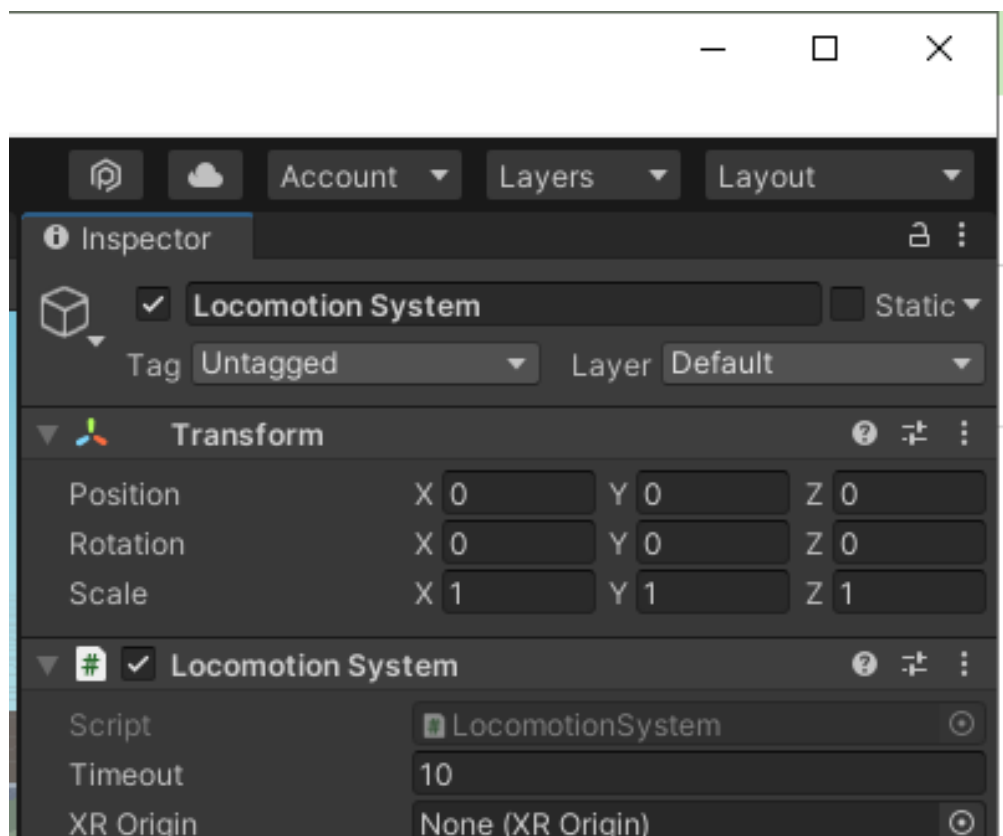 Account Layers Layout
Inspector
Locomotion System Static
Tag Untagged Layer Default
Transform
Position X 0 Y 0 Z 0
Rotation X 0 Y 0 Z 0
Scale X 1 Y 1 Z 1
# Locomotion System
Script # LocomotionSystem
Timeout 10
XR Origin None (XR Origin)